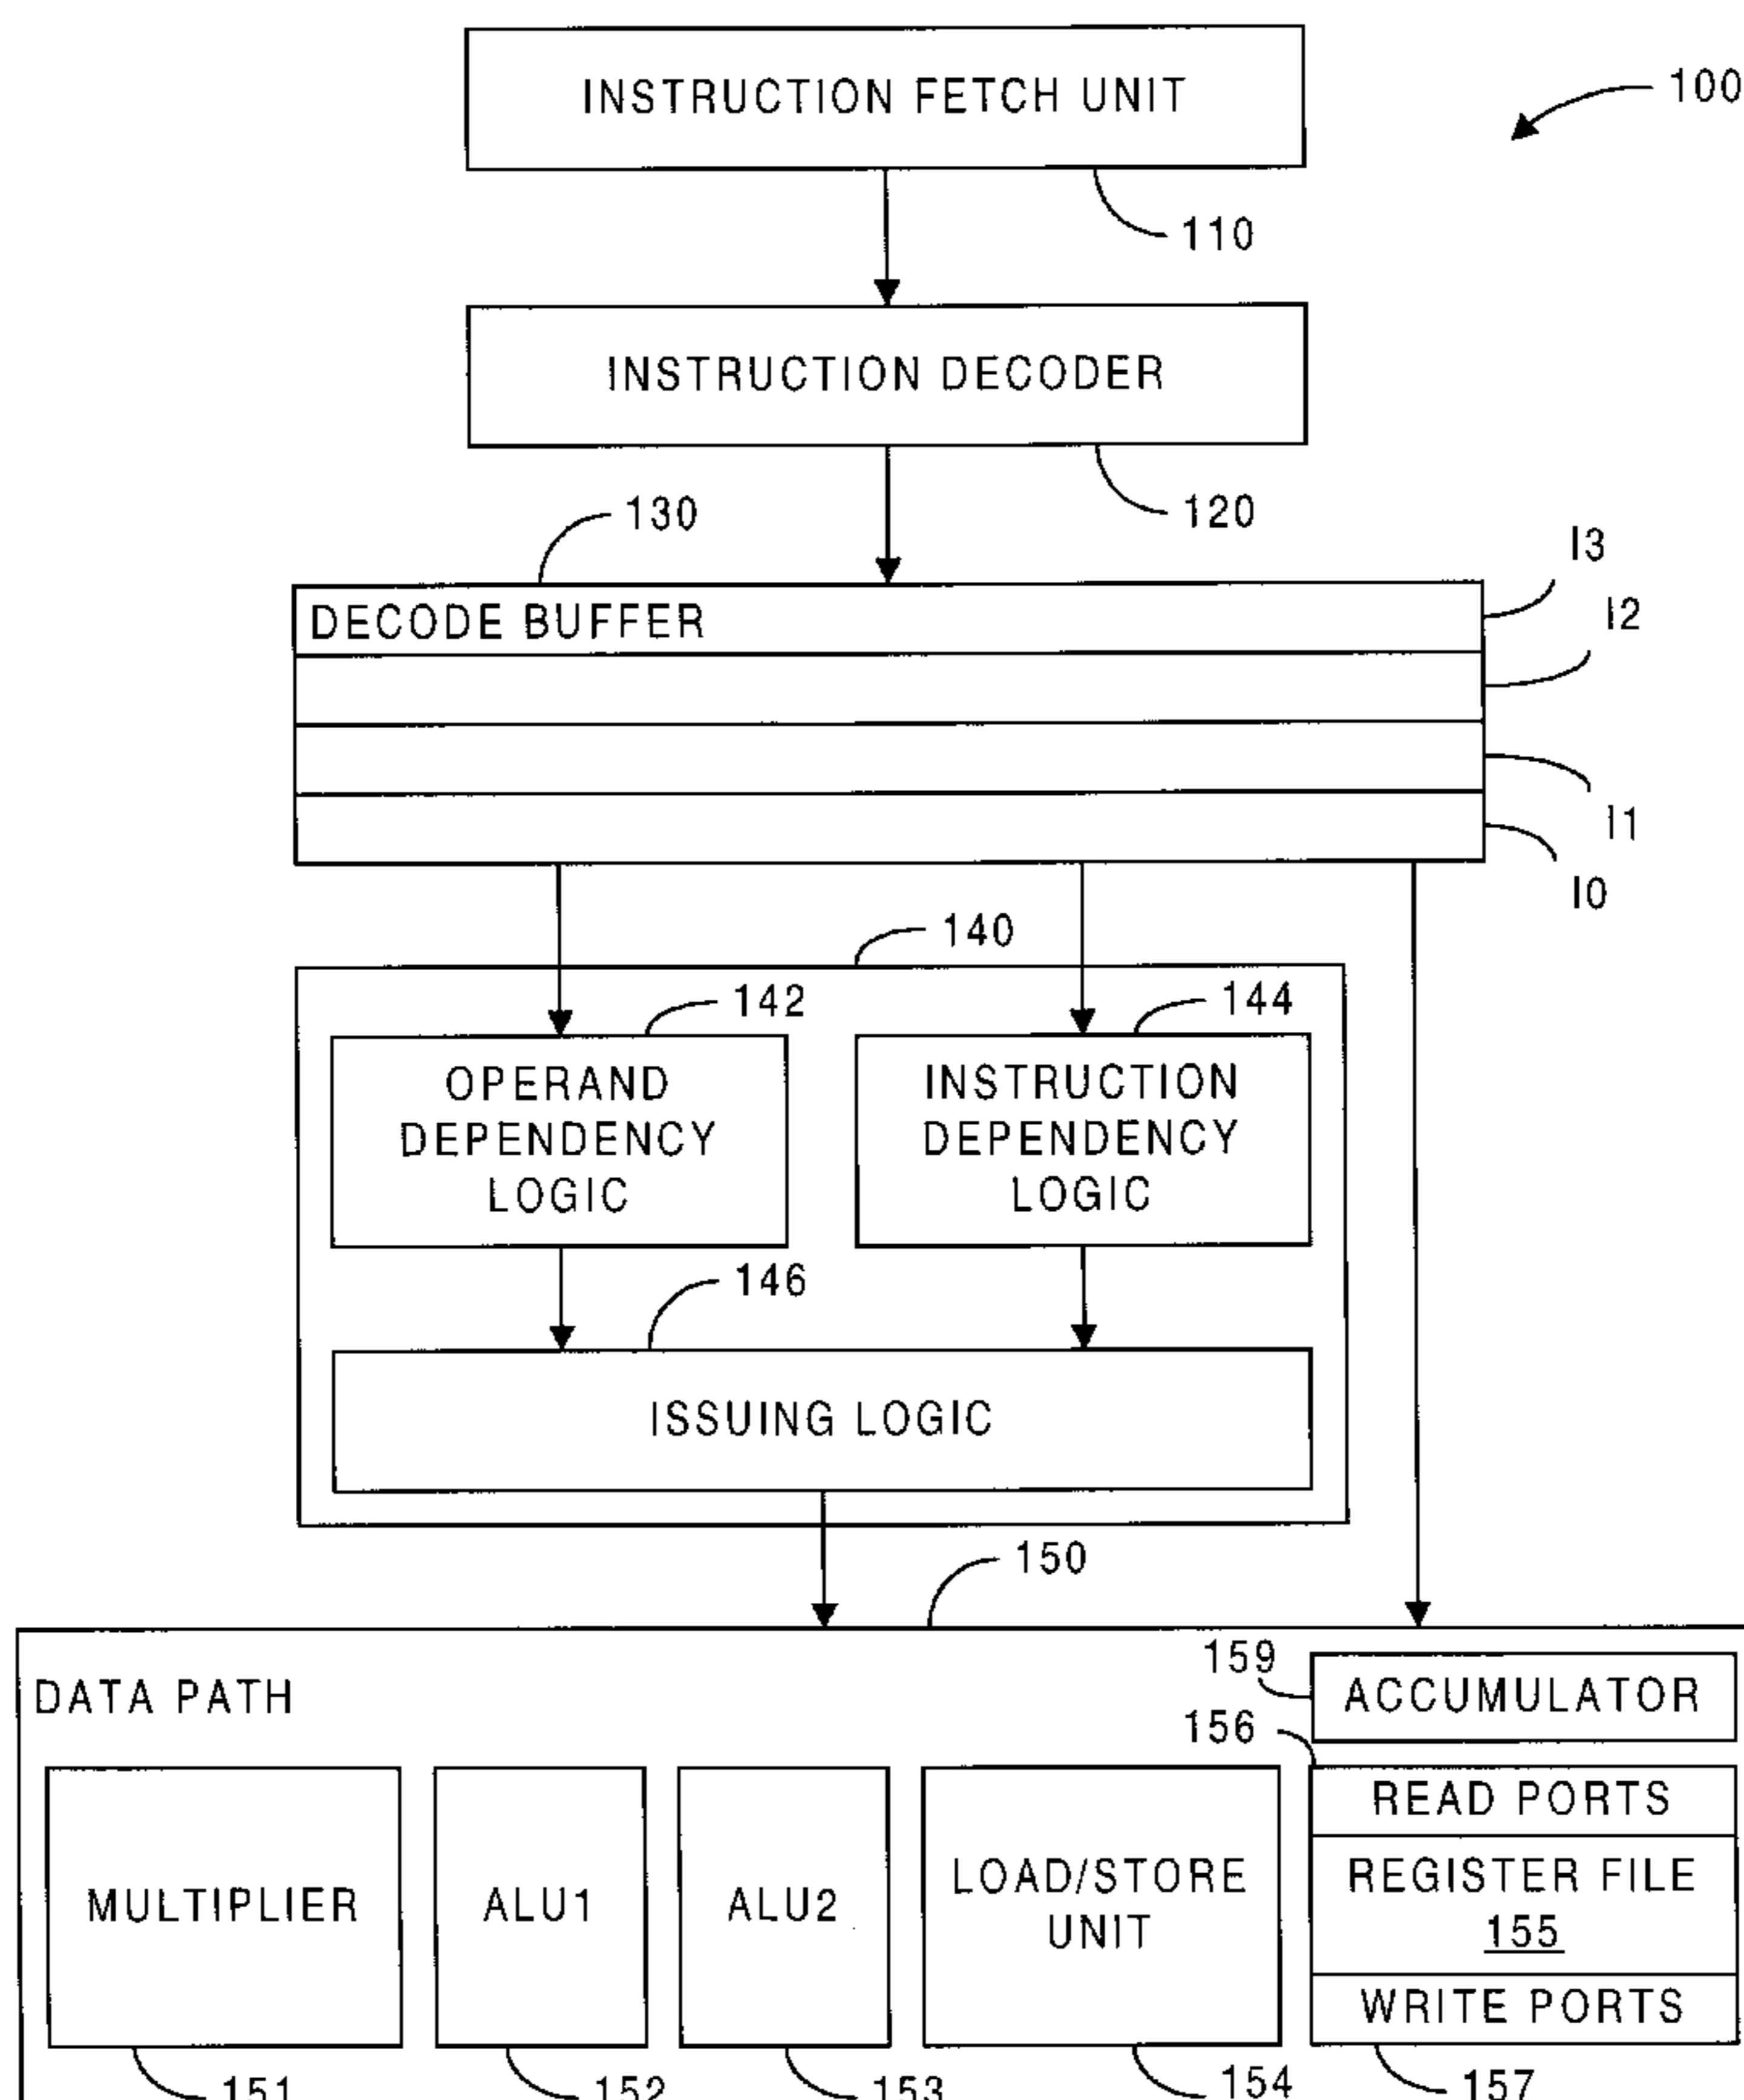 INSTRUCTION FETCH UNIT
100
110
INSTRUCTION DECODER
130
120
I3
DECODE BUFFER
I2
I1
I0
140
142
144
OPERAND
DEPENDENCY
LOGIC
INSTRUCTION
DEPENDENCY
LOGIC
146
ISSUING LOGIC
150
159
DATA PATH
ACCUMULATOR
156
READ PORTS
MULTIPLIER
ALU1
ALU2
LOAD/STORE
UNIT
REGISTER FILE
155
WRITE PORTS
151
152
153
154
157